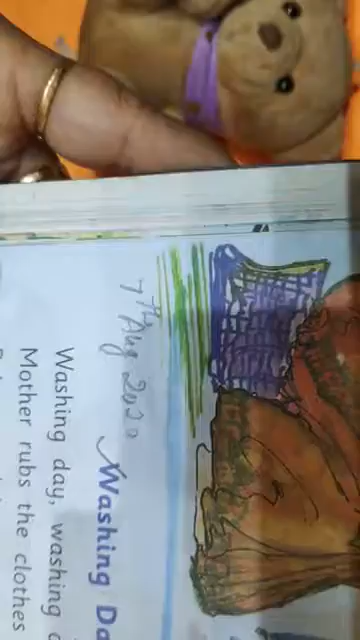 7th Aug 2020
Washing Da
Washing day, washing d
Mother rubs the clothes